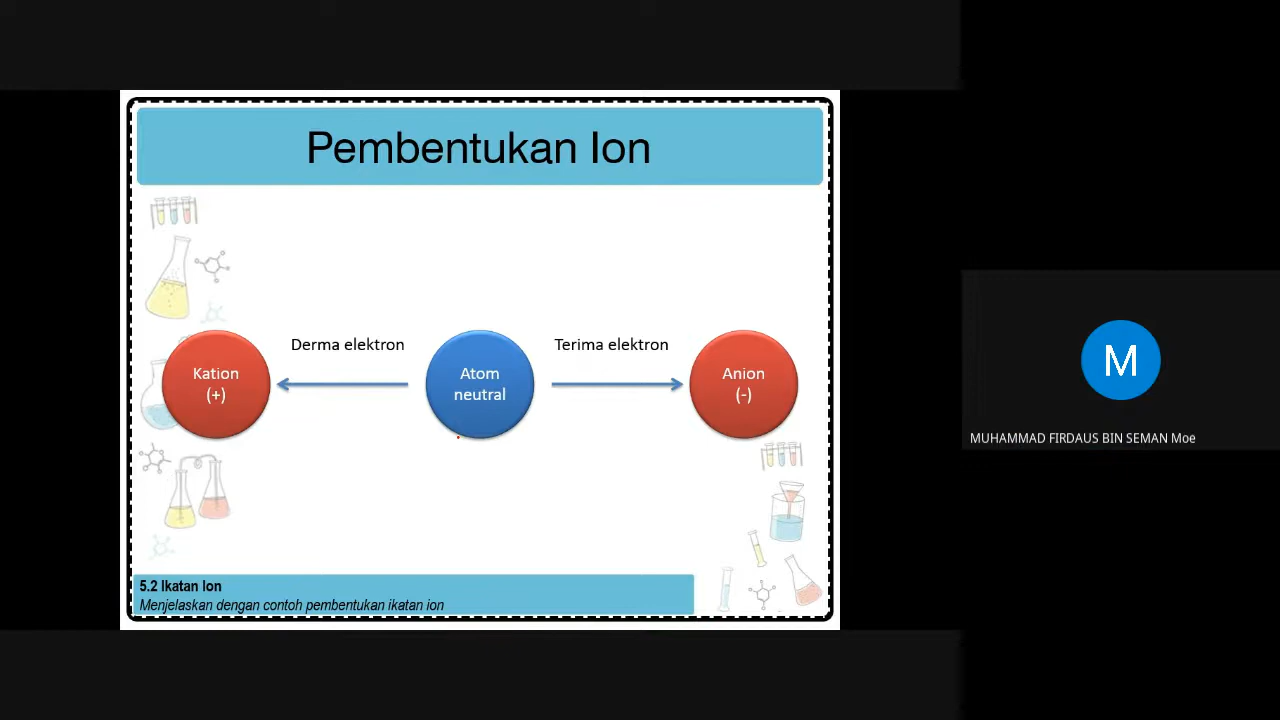 Pembentukan Ion
Derma elektron
Terima elektron
Kation
(+)
Atom
neutral
Anion
(-)
M
MUHAMMAD FIRDAUS BIN SEMAN Moe
5.2 Ikatan Ion
Menjelaskan dengan contoh pembentukan ikatan ion